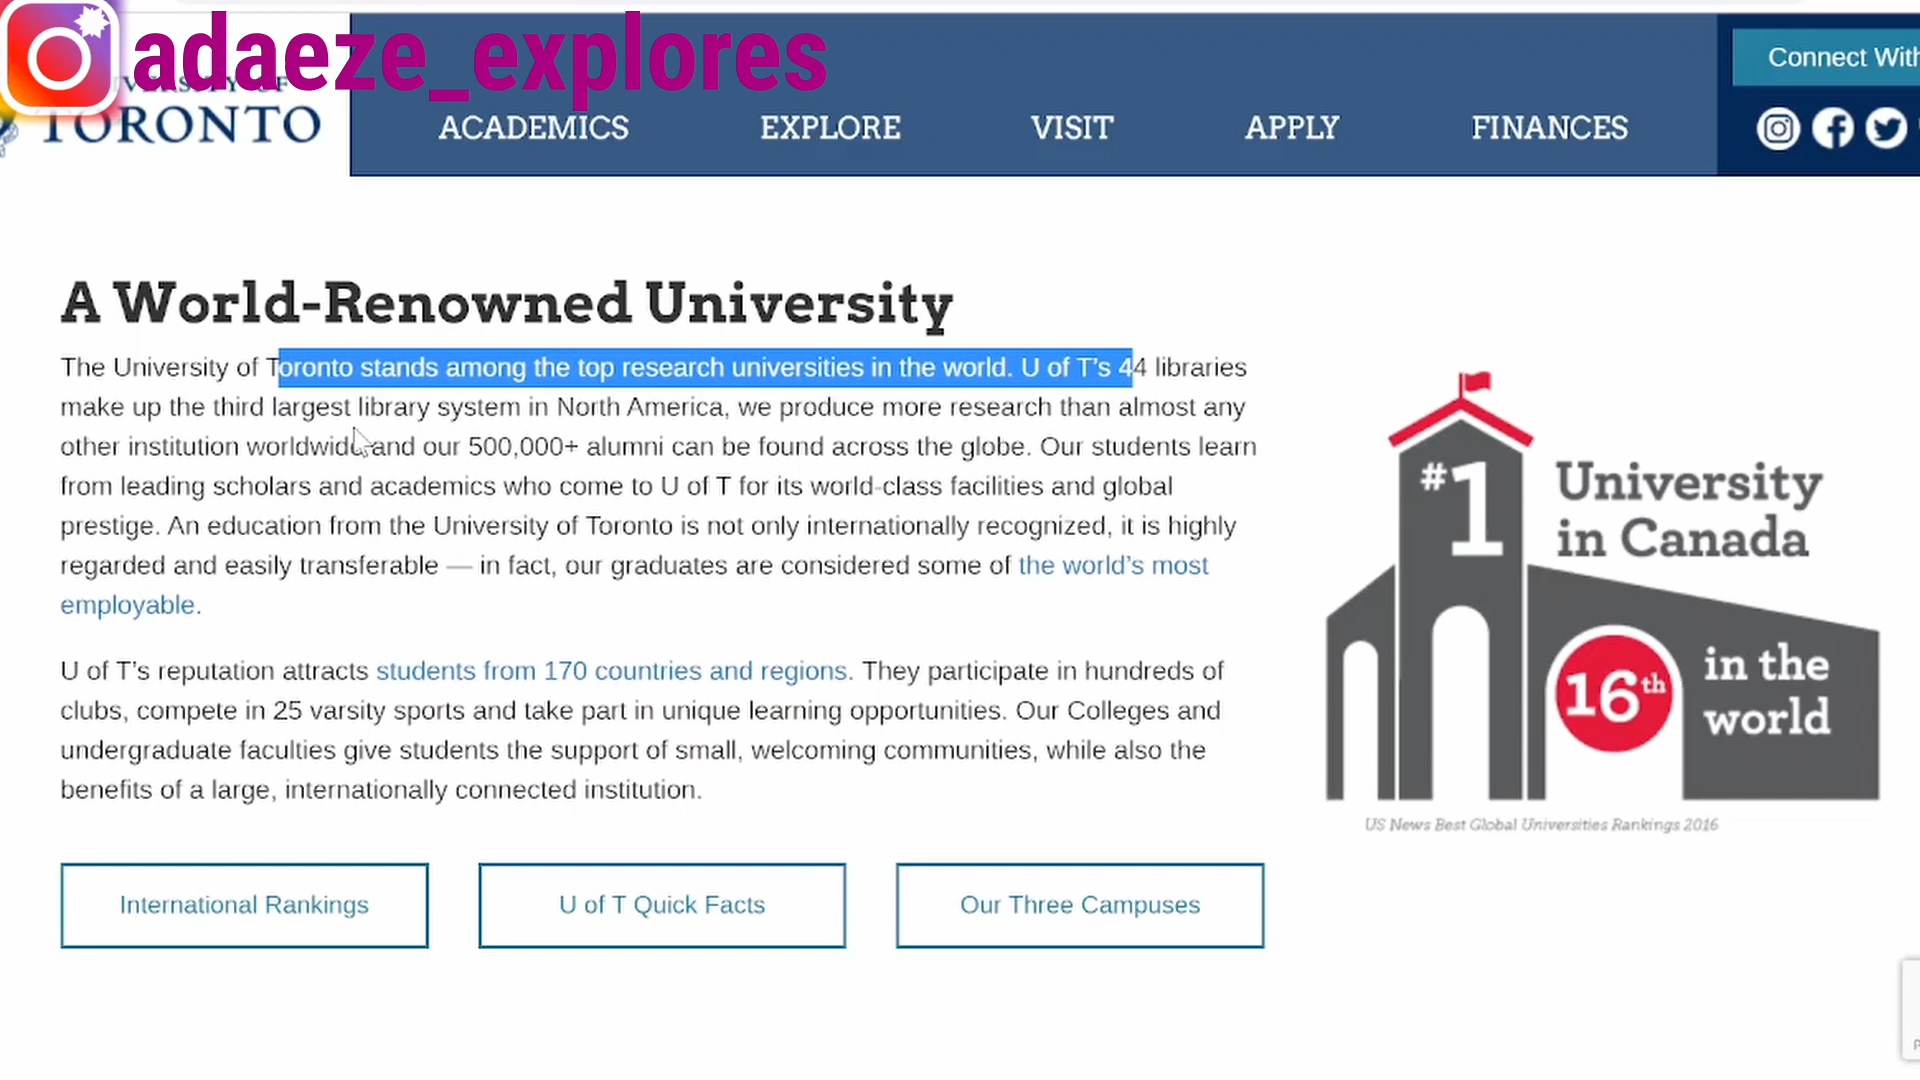 adaeze_explores
TORONTO
ACADEMICS
EXPLORE
VISIT
APPLY
FINANCES
Connect With
A World-Renowned University
The University of Toronto stands among the top research universities in the world. U of T’s 44 libraries
make up the third largest library system in North America, we produce more research than almost any
other institution worldwide and our 500,000+ alumni can be found across the globe. Our students learn
from leading scholars and academics who come to U of T for its world-class facilities and global
prestige. An education from the University of Toronto is not only internationally recognized, it is highly
regarded and easily transferable — in fact, our graduates are considered some of the world’s most
employable.
U of T’s reputation attracts students from 170 countries and regions. They participate in hundreds of
clubs, compete in 25 varsity sports and take part in unique learning opportunities. Our Colleges and
undergraduate faculties give students the support of small, welcoming communities, while also the
benefits of a large, internationally connected institution.
#1
University
in Canada
16th
in the
world
US News Best Global Universities Rankings 2016
International Rankings
U of T Quick Facts
Our Three Campuses